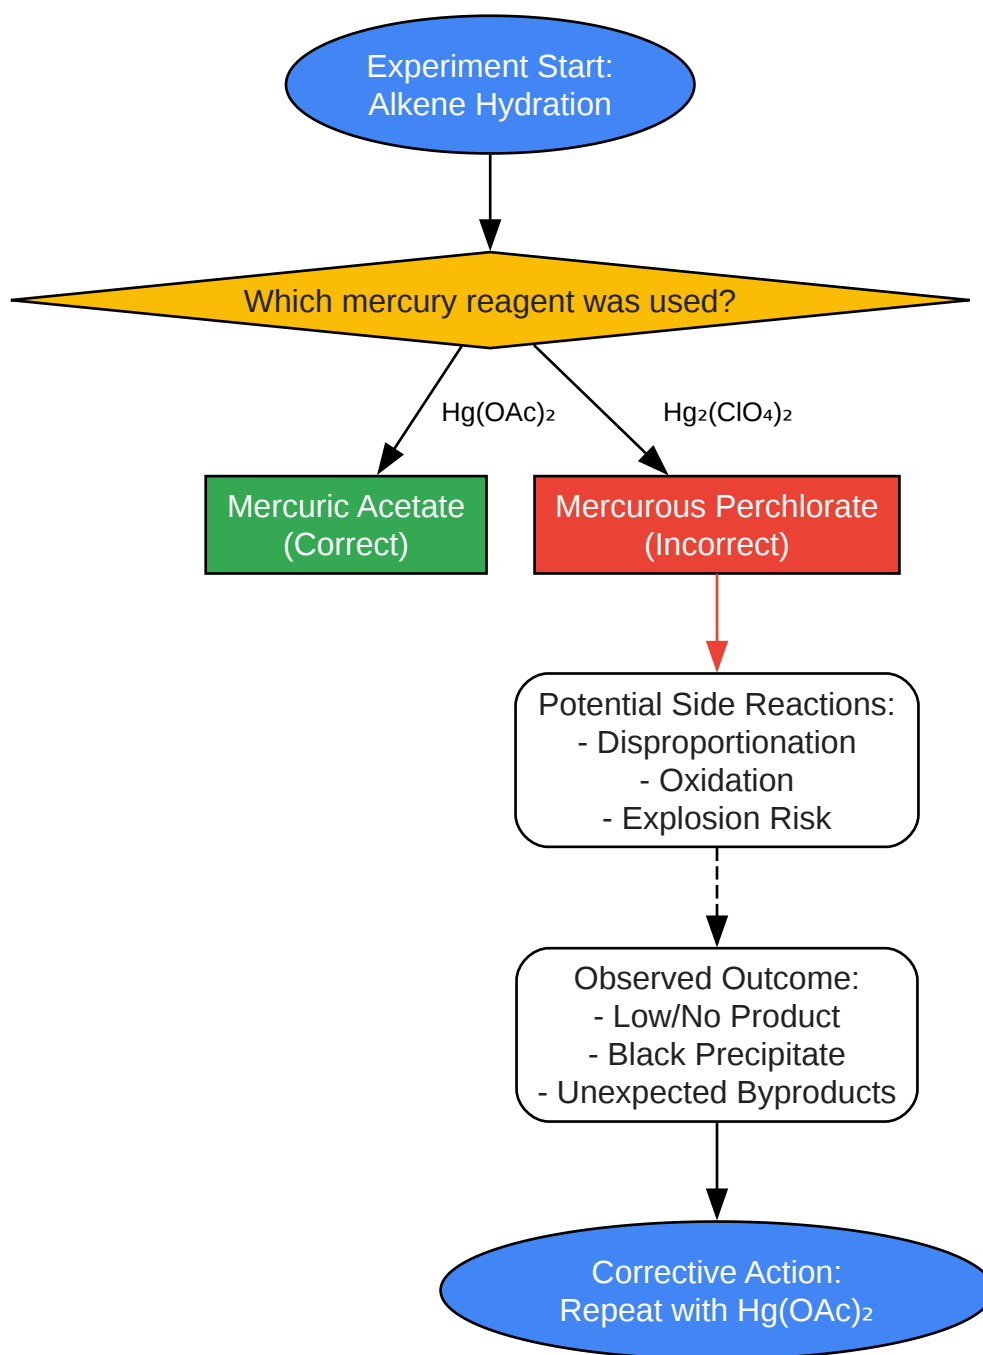 Experiment Start:
Alkene Hydration
Which mercury reagent was used?
Hg(OAc)₂
Hg₂(ClO₄)₂
Mercuric Acetate
(Correct)
Mercurous Perchlorate
(Incorrect)
Potential Side Reactions:
- Disproportionation
- Oxidation
- Explosion Risk
Observed Outcome:
- Low/No Product
- Black Precipitate
- Unexpected Byproducts
Corrective Action:
Repeat with Hg(OAc)₂